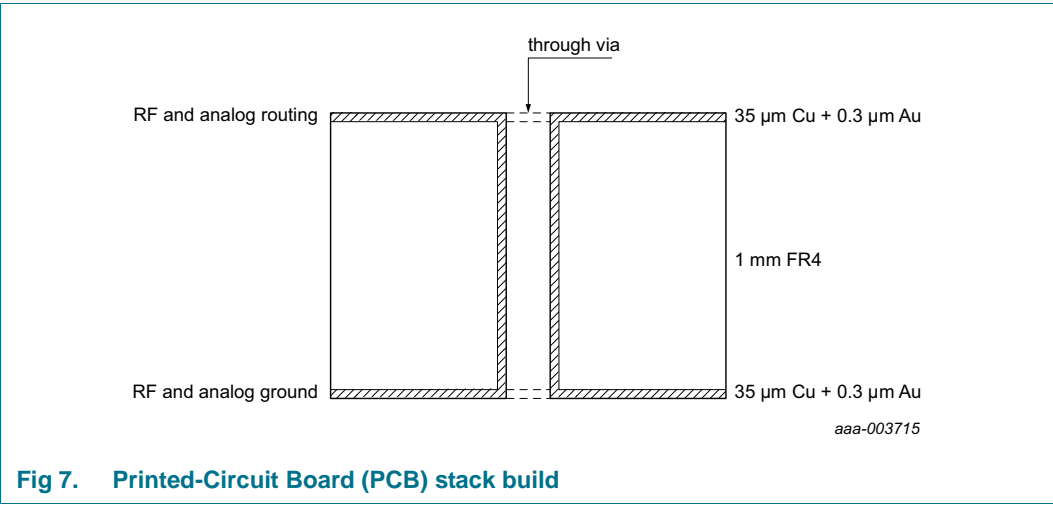 through via
RF and analog routing
35 µm Cu + 0.3 µm Au
1 mm FR4
RF and analog ground
35 µm Cu + 0.3 µm Au
aaa-003715
Fig 7. Printed-Circuit Board (PCB) stack build